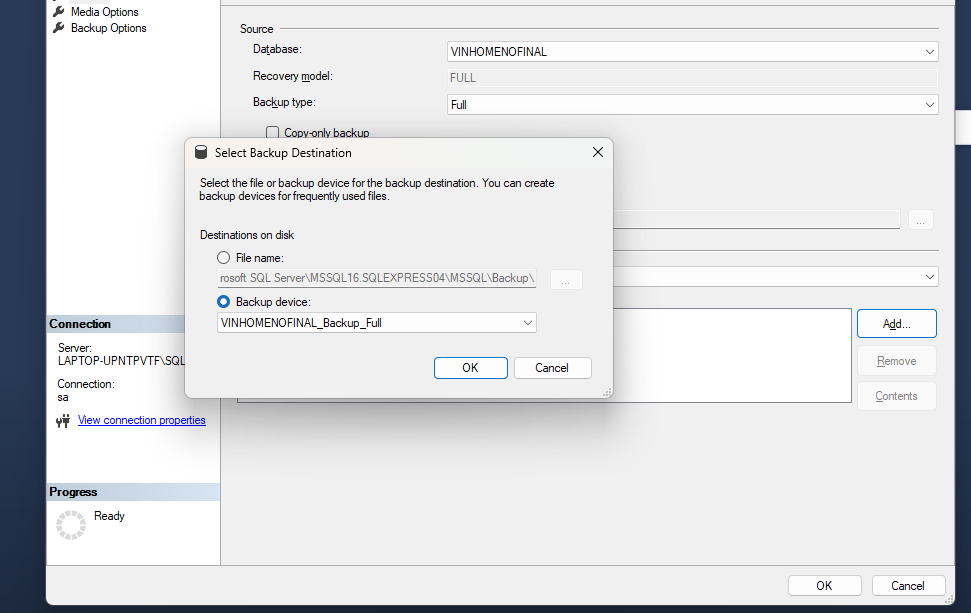 Media Options
Backup Options
Source
Database:
VINHOMENOFINAL
Recovery model:
FULL
Backup type:
Full
Copy-only backup
Select Backup Destination
Select the file or backup device for the backup destination. You can create
backup devices for frequently used files.
...
Destinations on disk
File name:
rosoft SQL Server\MSSQL16.SQLEXPRESS04\MSSQL\Backup\
...
Backup device:
VINHOMENOFINAL_Backup_Full
OK
Cancel
Add...
Remove
Contents
Connection
Server:
LAPTOP-UPNTPVTF\SQL
Connection:
sa
View connection properties
Progress
Ready
OK
Cancel